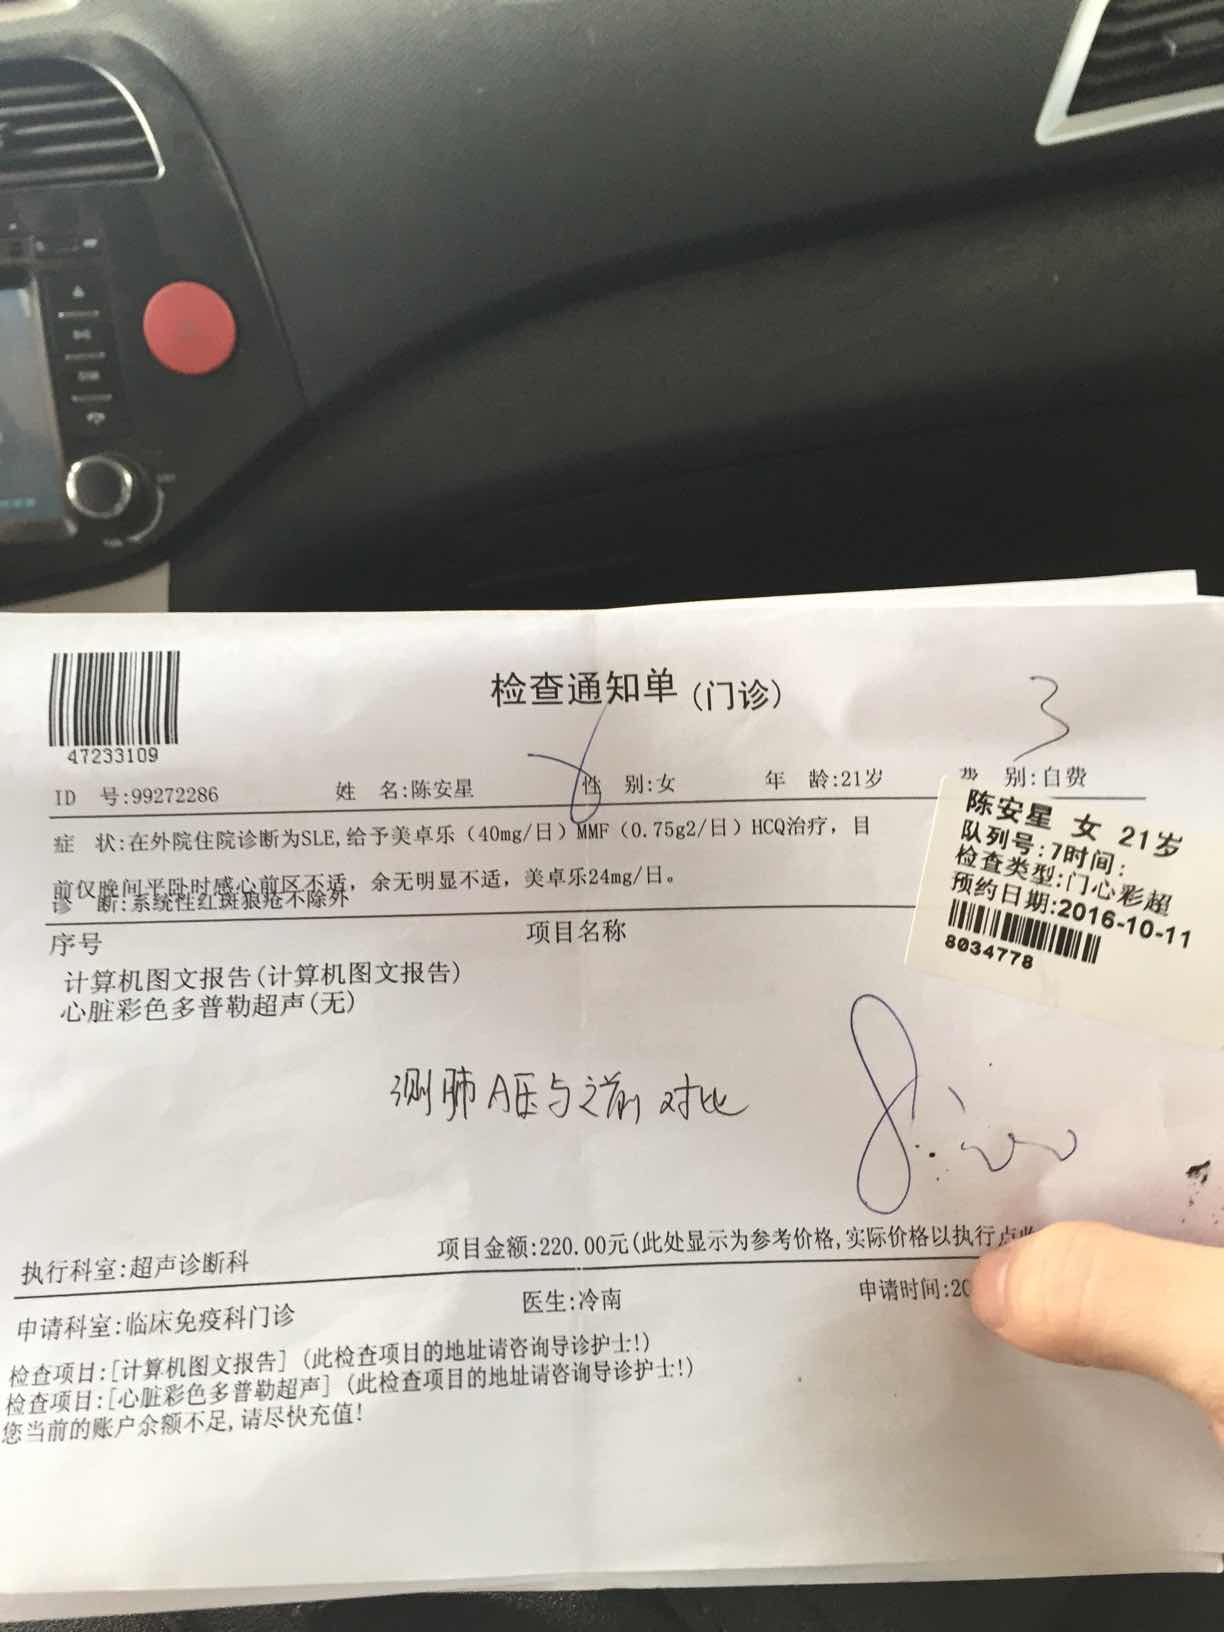 检查通知单(门诊)
3
47233109
ID 号:99272286 姓 名:陈安星 性 别:女 年 龄:21岁 费 别:自费
症 状:在外院住院诊断为SLE,给予美卓乐（40mg/日）MMF（0.75g2/日）HCQ治疗，目
前仅晚间平卧时感心前区不适，余无明显不适，美卓乐24mg/日。
诊 断:系统性红斑狼疮不除外
陈安星 女 21岁
队列号:7时间:
检查类型:门心彩超
预约日期:2016-10-11
8034778
序号 项目名称
计算机图文报告(计算机图文报告)
心脏彩色多普勒超声(无)
测肺A压与之前对比
执行科室:超声诊断科 项目金额:220.00元(此处显示为参考价格,实际价格以执行点收
申请科室:临床免疫科门诊 医生:冷南 申请时间:20
检查项目:[计算机图文报告] (此检查项目的地址请咨询导诊护士!)
检查项目:[心脏彩色多普勒超声] (此检查项目的地址请咨询导诊护士!)
您当前的账户余额不足,请尽快充值!